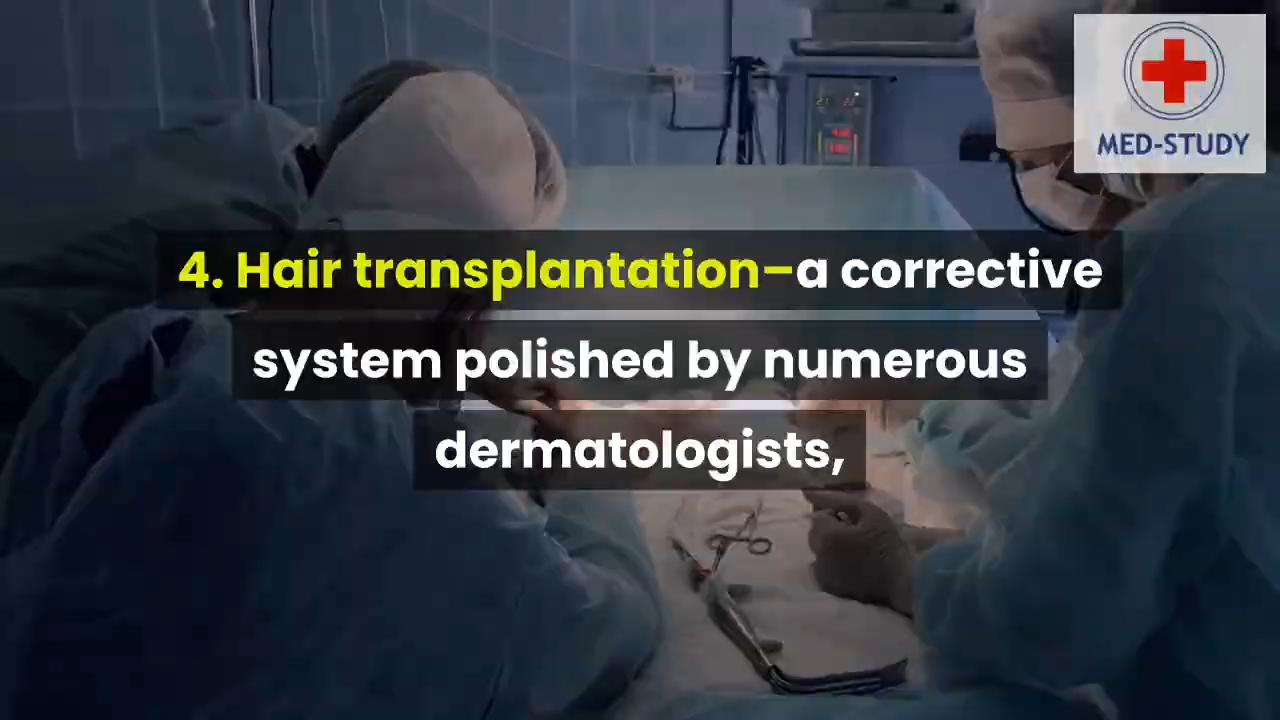 MED-STUDY
4. Hair transplantation–a corrective
system polished by numerous
dermatologists,